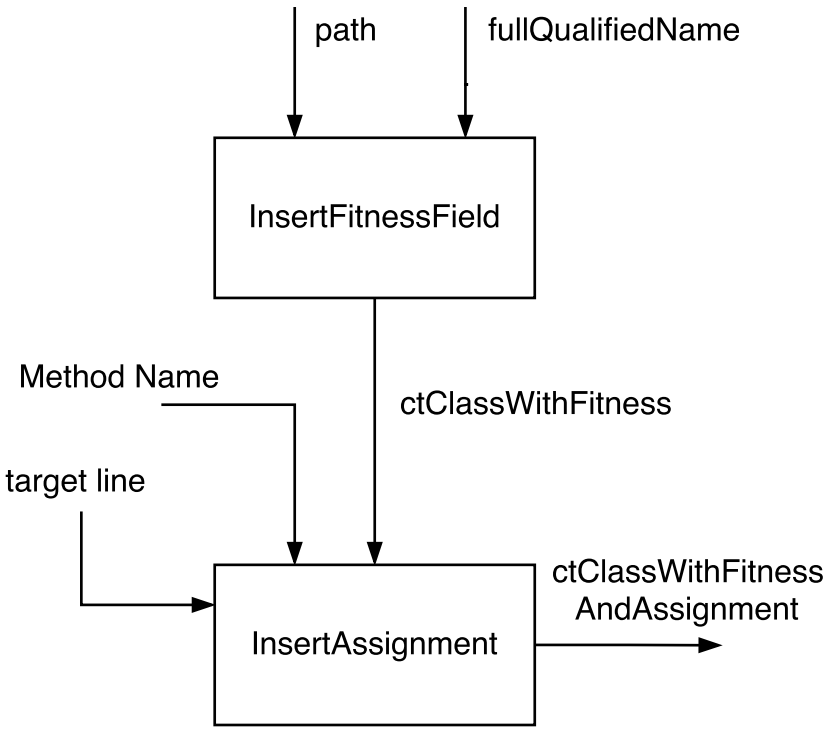 path
fullQualifiedName
InsertFitnessField
Method Name
ctClassWithFitness
target line
ctClassWithFitness
AndAssignment
InsertAssignment